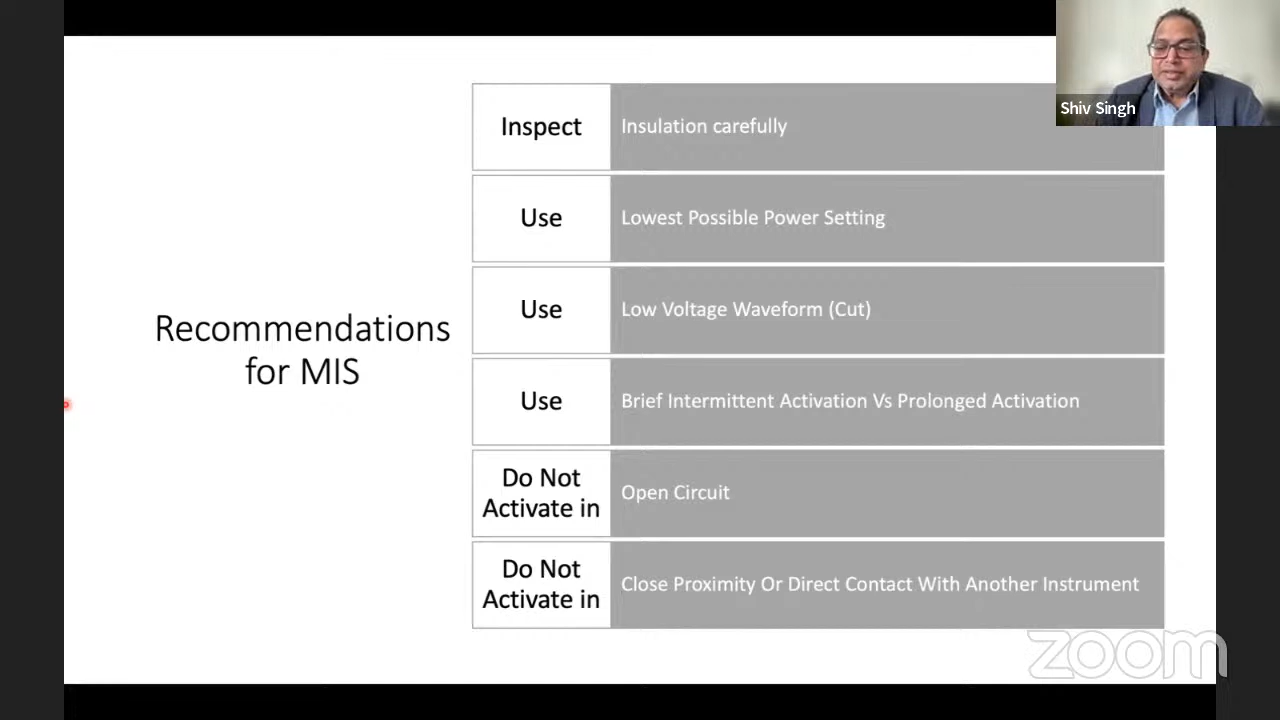 Shiv Singh
Recommendations
for MIS
Inspect
Insulation carefully
Use
Lowest Possible Power Setting
Use
Low Voltage Waveform (Cut)
Use
Brief Intermittent Activation Vs Prolonged Activation
Do Not
Activate in
Open Circuit
Do Not
Activate in
Close Proximity Or Direct Contact With Another Instrument
zoom